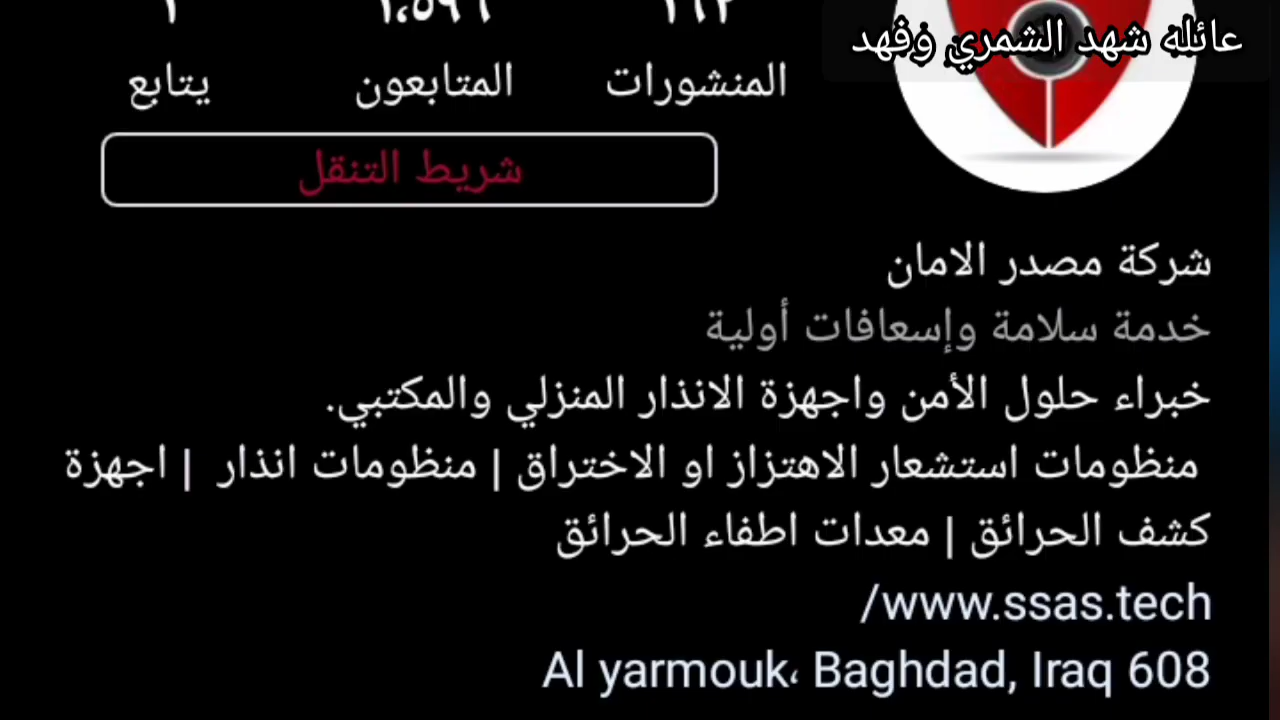 عائله شهد الشمري وفهد
المنشورات المتابعون يتابع
شريط التنقل
شركة مصدر الامان
خدمة سلامة وإسعافات أولية
خبراء حلول الأمن واجهزة الانذار المنزلي والمكتبي.
منظومات استشعار الاهتزاز او الاختراق | منظومات انذار | اجهزة
كشف الحرائق | معدات اطفاء الحرائق
/www.ssas.tech
Al yarmouk، Baghdad, Iraq 608